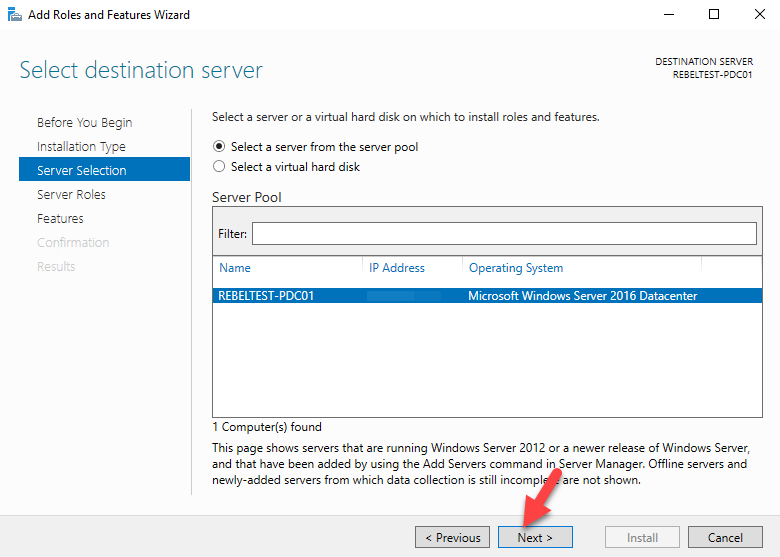 Add Roles and Features Wizard
Select destination server
DESTINATION SERVER
REBELTEST-PDC01
Before You Begin
Installation Type
Server Selection
Server Roles
Features
Confirmation
Results
Select a server or a virtual hard disk on which to install roles and features.
Select a server from the server pool
Select a virtual hard disk
Server Pool
Filter:
Name IP Address Operating System
REBELTEST-PDC01 Microsoft Windows Server 2016 Datacenter
1 Computer(s) found
This page shows servers that are running Windows Server 2012 or a newer release of Windows Server,
and that have been added by using the Add Servers command in Server Manager. Offline servers and
newly-added servers from which data collection is still incomplete are not shown.
< Previous Next > Install Cancel